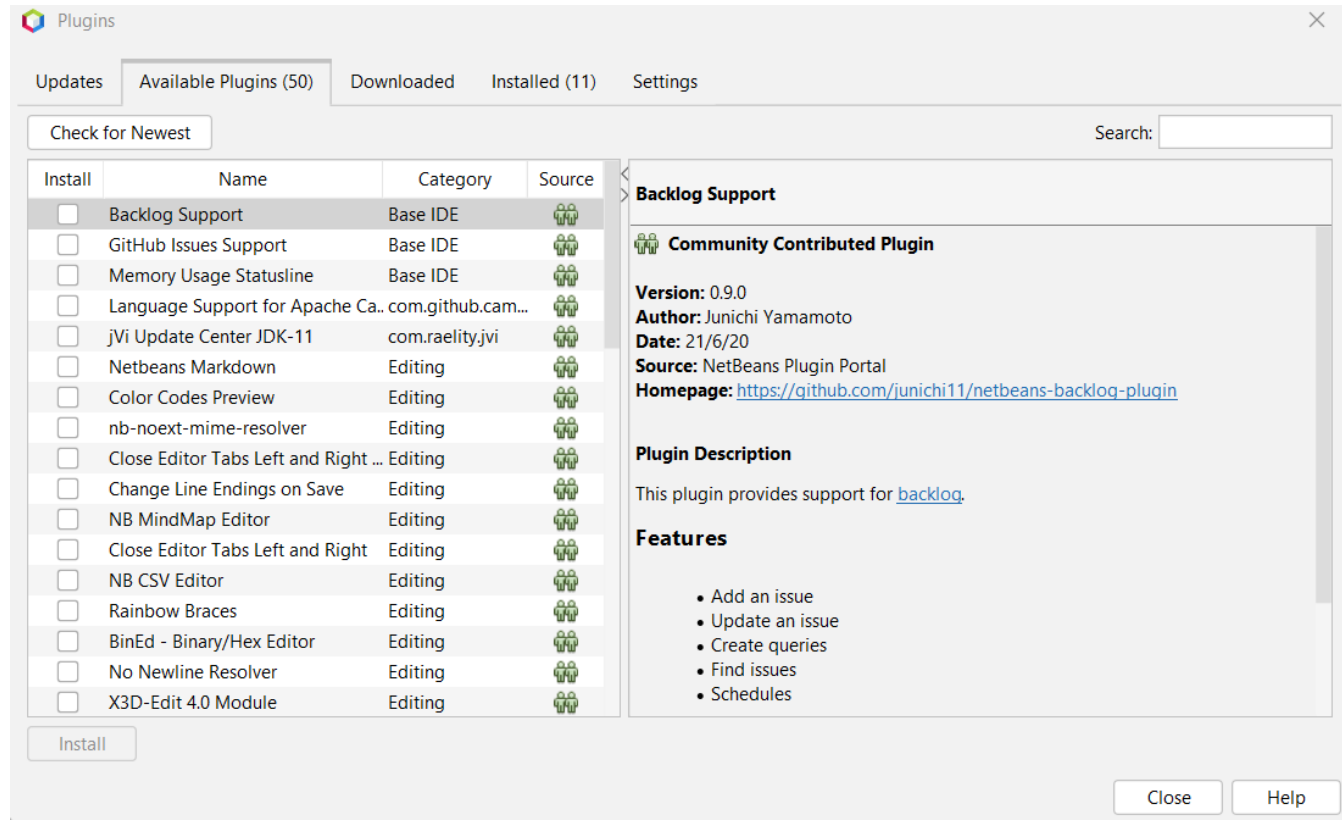 Plugins
Updates Available Plugins (50) Downloaded Installed (11) Settings
Check for Newest Search:
Install Name Category Source
Backlog Support Base IDE
GitHub Issues Support Base IDE
Memory Usage Statusline Base IDE
Language Support for Apache Ca.. com.github.cam...
jVi Update Center JDK-11 com.raelity.jvi
Netbeans Markdown Editing
Color Codes Preview Editing
nb-noext-mime-resolver Editing
Close Editor Tabs Left and Right ... Editing
Change Line Endings on Save Editing
NB MindMap Editor Editing
Close Editor Tabs Left and Right Editing
NB CSV Editor Editing
Rainbow Braces Editing
BinEd - Binary/Hex Editor Editing
No Newline Resolver Editing
X3D-Edit 4.0 Module Editing
Backlog Support
Community Contributed Plugin
Version: 0.9.0
Author: Junichi Yamamoto
Date: 21/6/20
Source: NetBeans Plugin Portal
Homepage: https://github.com/junichi11/netbeans-backlog-plugin
Plugin Description
This plugin provides support for backlog.
Features
• Add an issue
• Update an issue
• Create queries
• Find issues
• Schedules
Install
Close Help